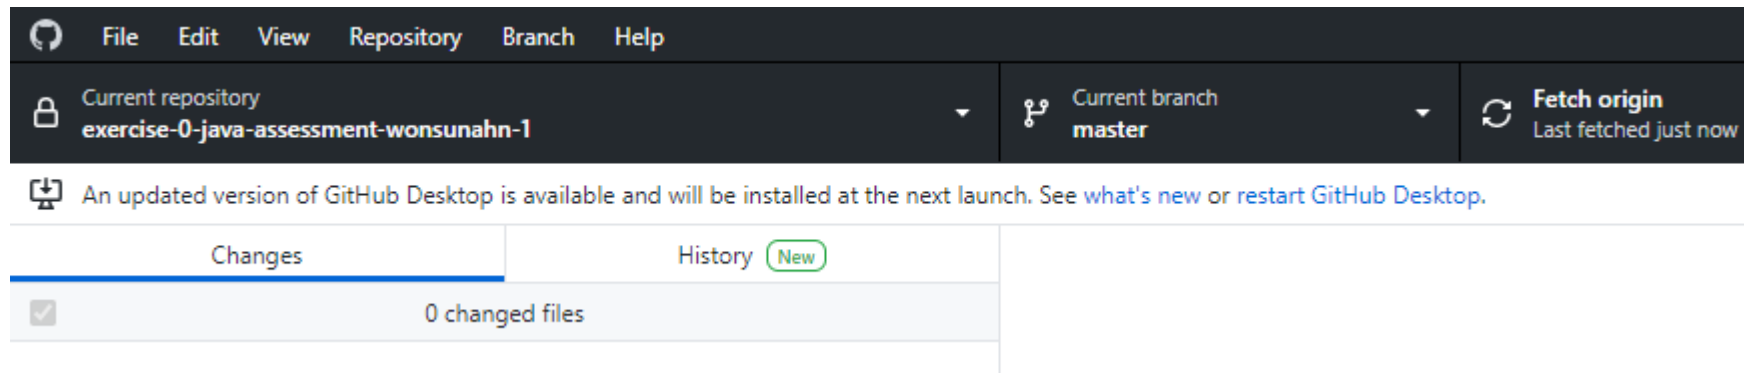 File Edit View Repository Branch Help
Current repository
exercise-0-java-assessment-wonsunahn-1
Current branch
master
Fetch origin
Last fetched just now
An updated version of GitHub Desktop is available and will be installed at the next launch. See what's new or restart GitHub Desktop.
Changes
History New
0 changed files